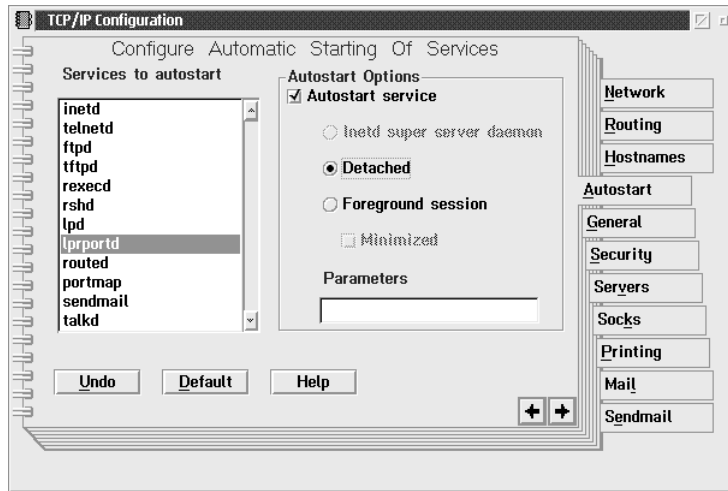 TCP/IP Configuration
Configure Automatic Starting Of Services
Services to autostart
inetd
telnetd
ftpd
tftpd
rexecd
rshd
lpd
lprportd
routed
portmap
sendmail
talkd
Autostart Options
Autostart service
Inetd super server daemon
Detached
Foreground session
Minimized
Parameters
Undo
Default
Help
Network
Routing
Hostnames
Autostart
General
Security
Servers
Socks
Printing
Mail
Sendmail